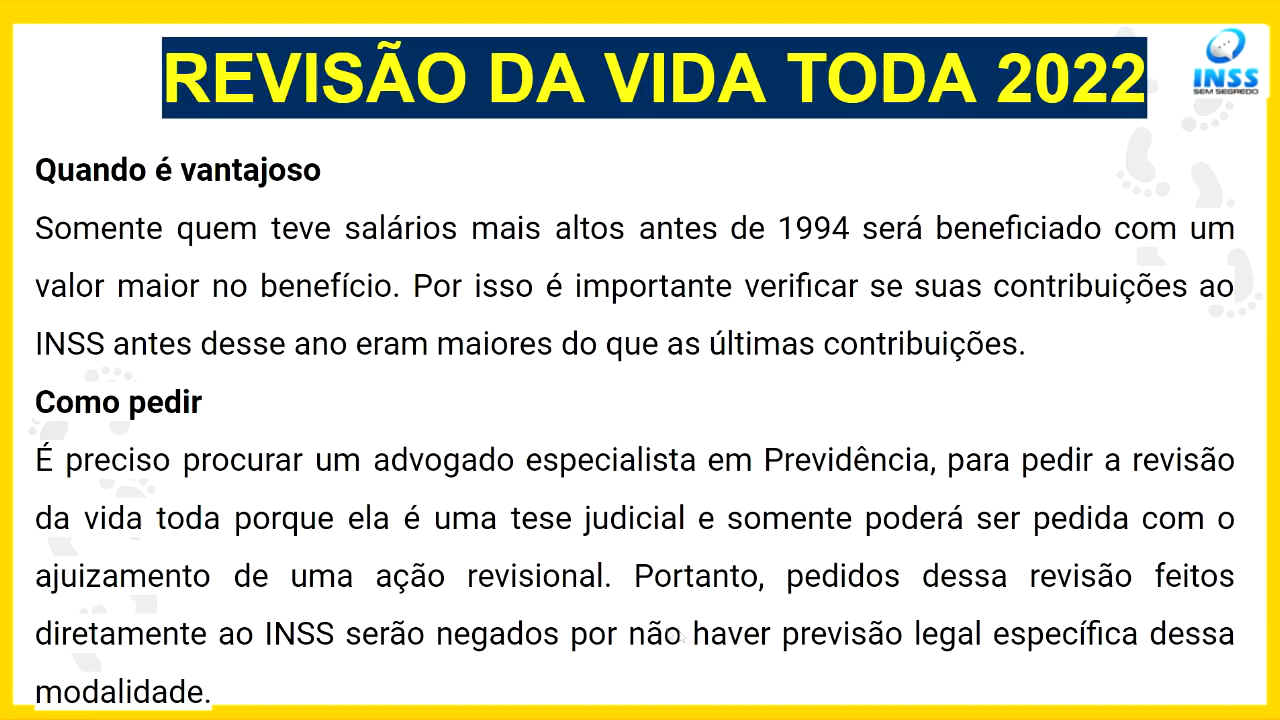 REVISÃO DA VIDA TODA 2022
INSS
SEM SEGREDO
Quando é vantajoso
Somente quem teve salários mais altos antes de 1994 será beneficiado com um
valor maior no benefício. Por isso é importante verificar se suas contribuições ao
INSS antes desse ano eram maiores do que as últimas contribuições.
Como pedir
É preciso procurar um advogado especialista em Previdência, para pedir a revisão
da vida toda porque ela é uma tese judicial e somente poderá ser pedida com o
ajuizamento de uma ação revisional. Portanto, pedidos dessa revisão feitos
diretamente ao INSS serão negados por não haver previsão legal específica dessa
modalidade.